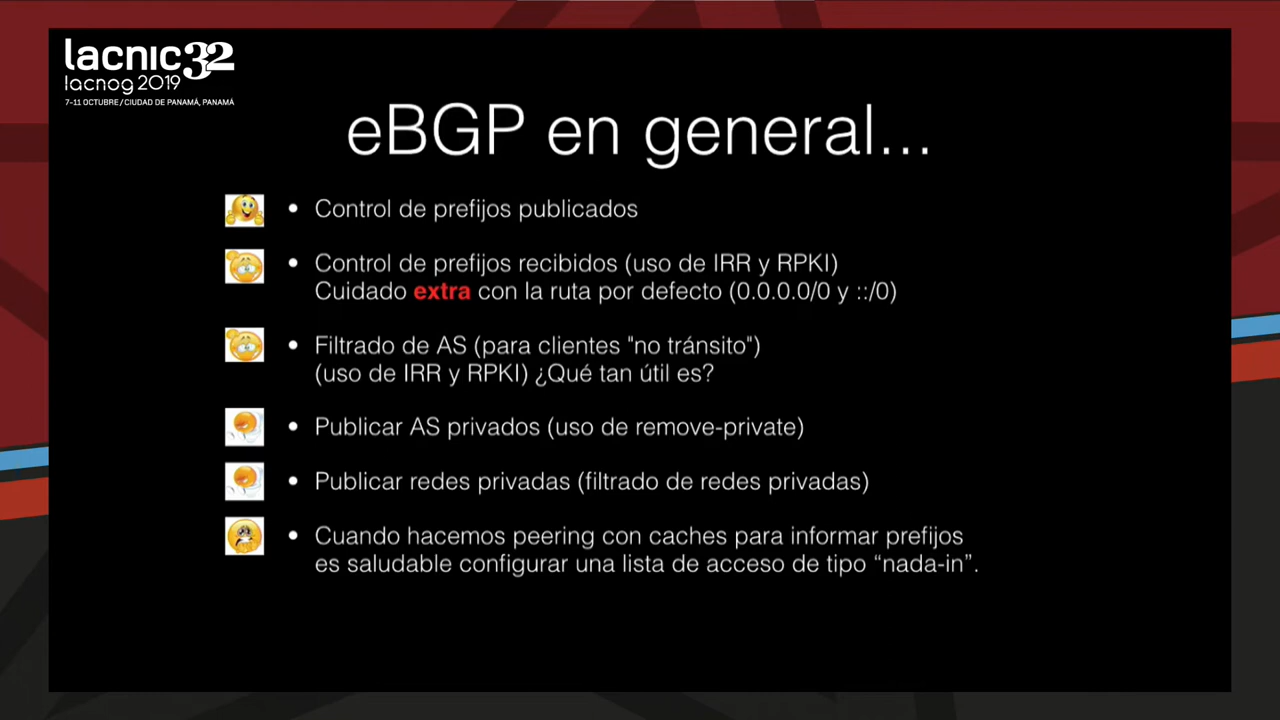 lacnic32
lacnog 2019
7-11 OCTUBRE / CIUDAD DE PANAMÁ, PANAMÁ
eBGP en general...
• Control de prefijos publicados
• Control de prefijos recibidos (uso de IRR y RPKI)
Cuidado extra con la ruta por defecto (0.0.0.0/0 y ::/0)
• Filtrado de AS (para clientes "no tránsito")
(uso de IRR y RPKI) ¿Qué tan útil es?
• Publicar AS privados (uso de remove-private)
• Publicar redes privadas (filtrado de redes privadas)
• Cuando hacemos peering con caches para informar prefijos
es saludable configurar una lista de acceso de tipo “nada-in”.